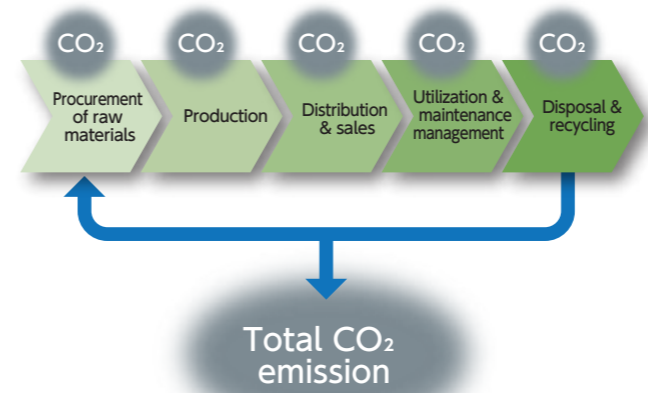 CO₂
CO₂
CO₂
CO₂
CO₂
Procurement
of raw
materials
Production
Distribution
& sales
Utilization &
maintenance
management
Disposal &
recycling
Total CO₂
emission